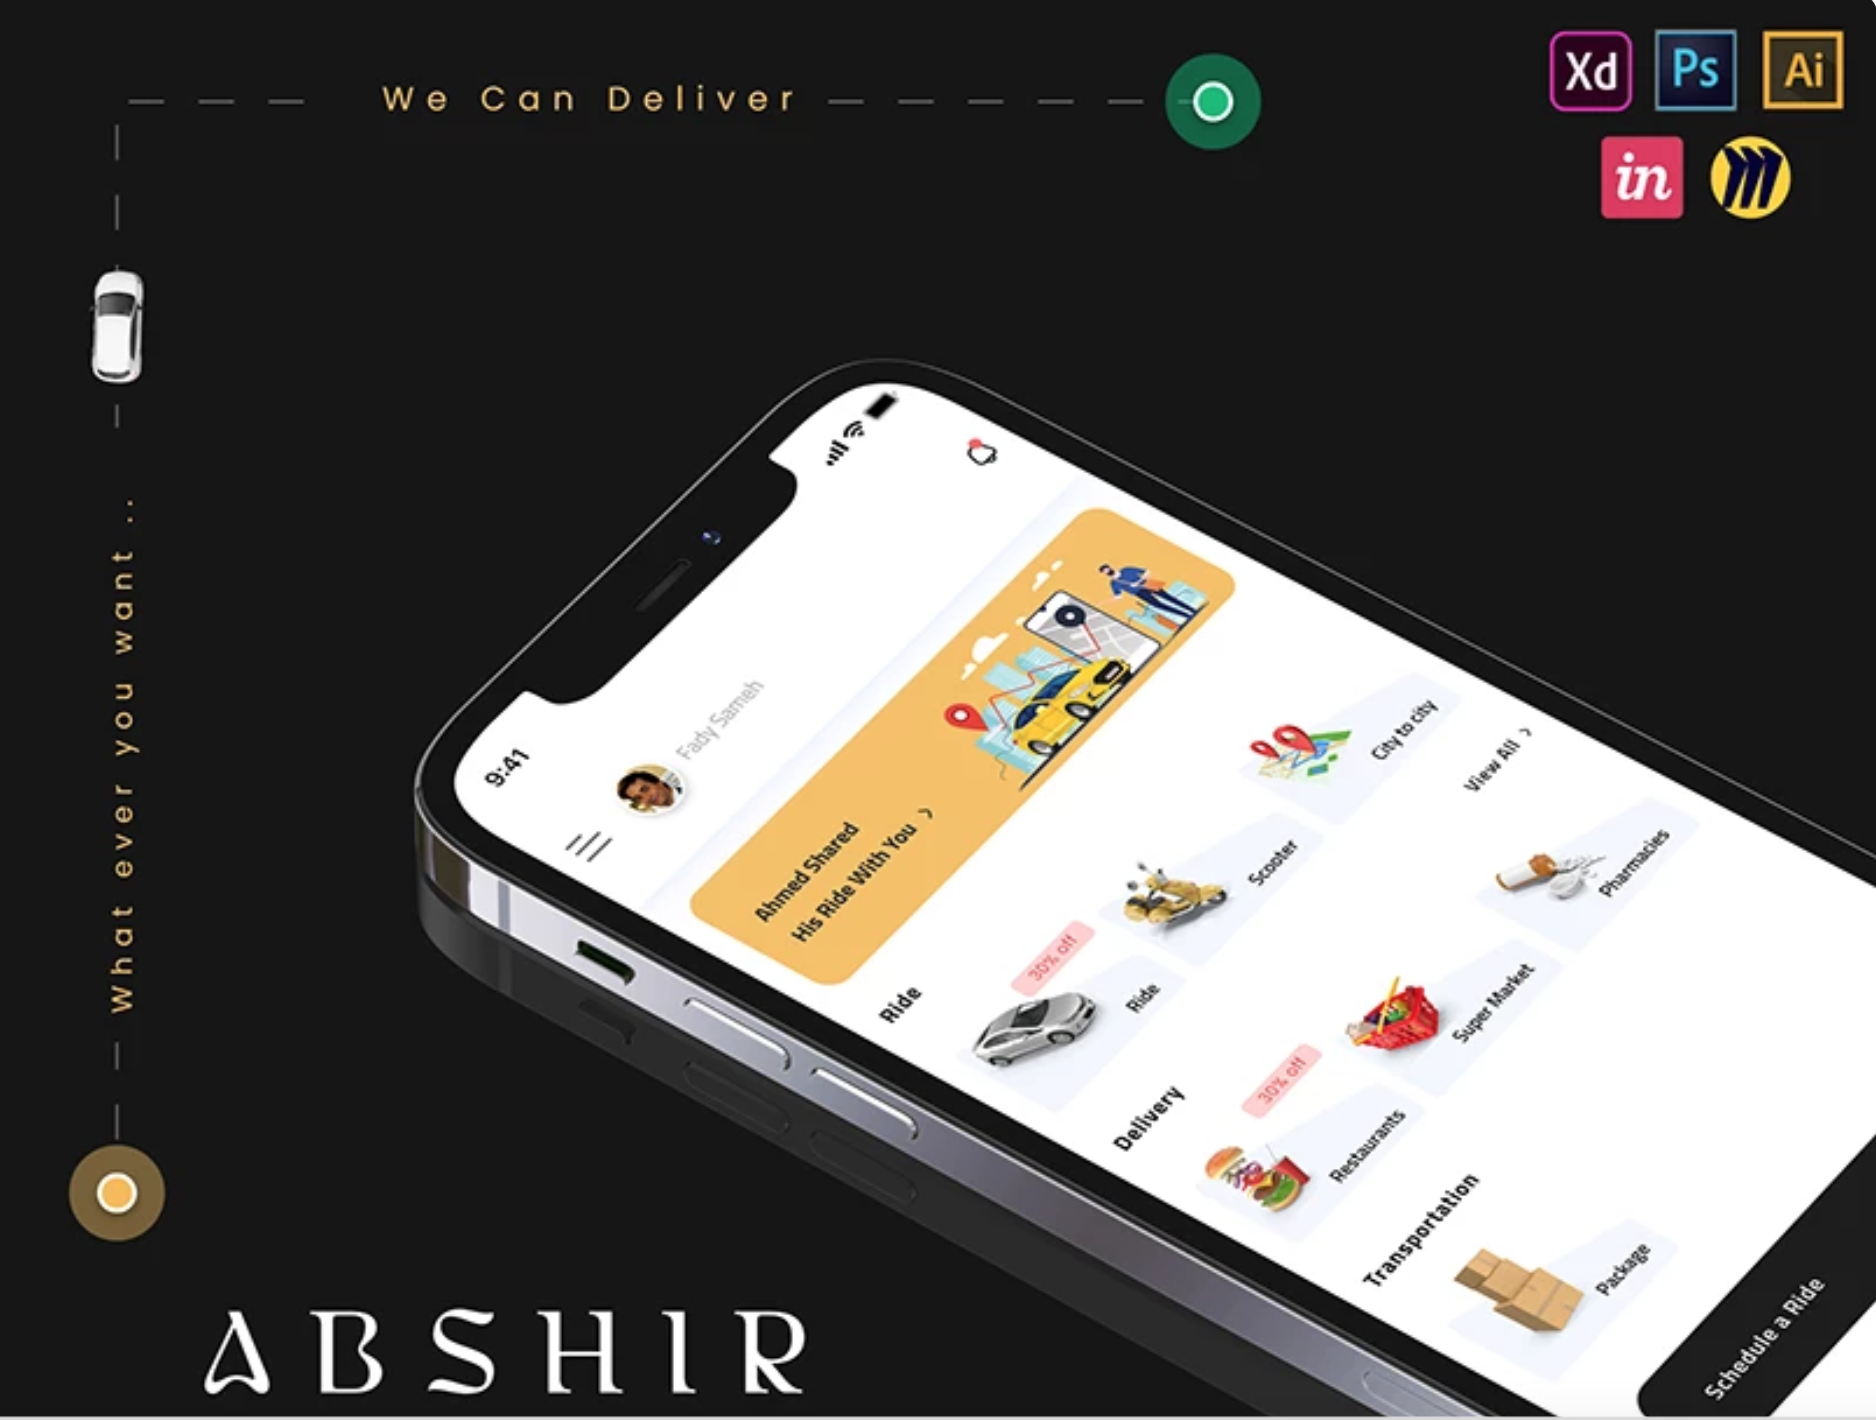 We Can Deliver
Xd
Ps
Ai
in
What ever you want ..
9:41
Fady Sameh
Ahmed Shared
His Ride With You >
Ride
30% off
Ride
Scooter
City to city
Delivery
View All >
30% off
Restaurants
Super Market
Pharmacies
Transportation
Package
Schedule a Ride
ABSHIR